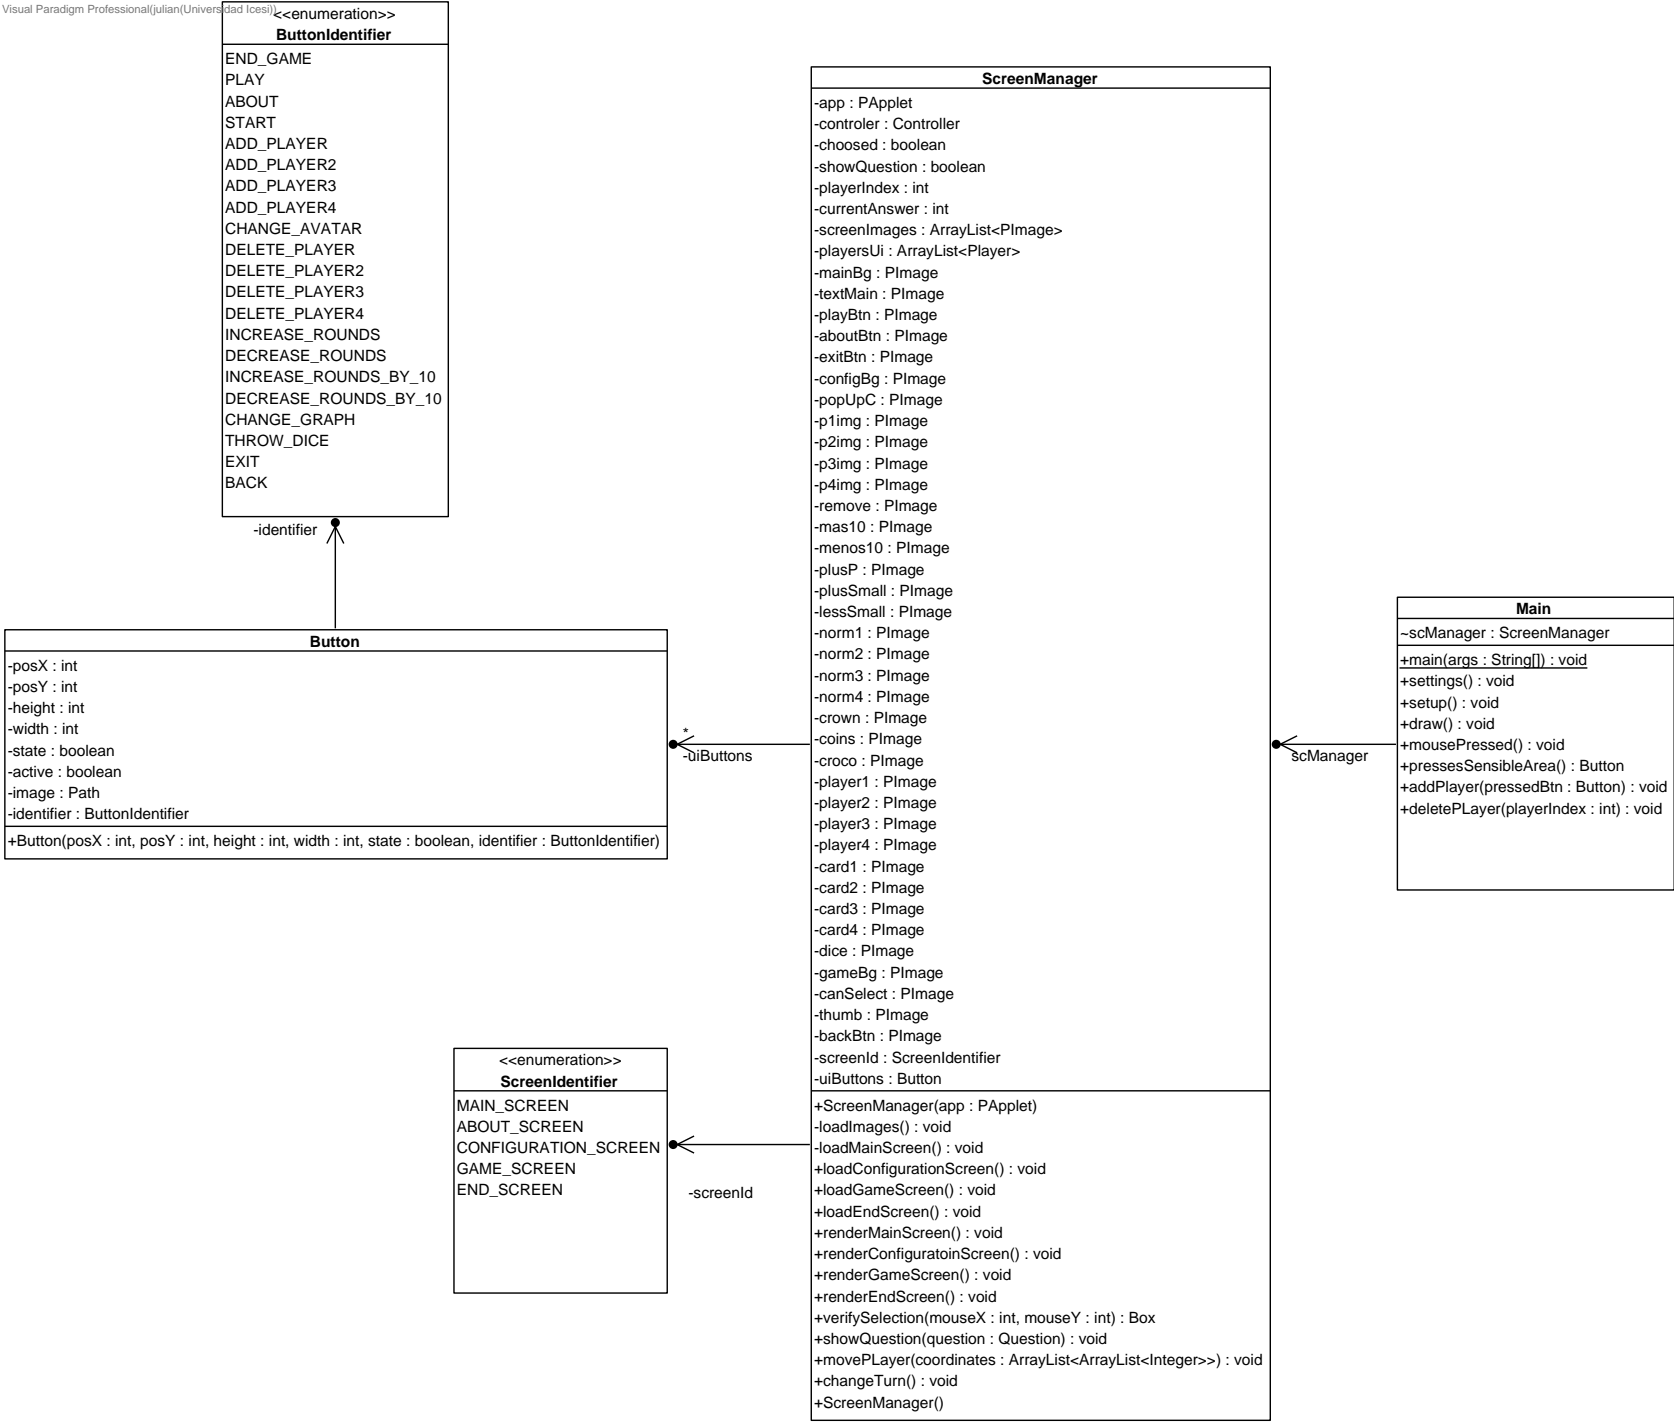 Visual Paradigm Professional(julian(Universidad Icesi))
<<enumeration>>
ButtonIdentifier
END_GAME
PLAY
ABOUT
START
ADD_PLAYER
ADD_PLAYER2
ADD_PLAYER3
ADD_PLAYER4
CHANGE_AVATAR
DELETE_PLAYER
DELETE_PLAYER2
DELETE_PLAYER3
DELETE_PLAYER4
INCREASE_ROUNDS
DECREASE_ROUNDS
INCREASE_ROUNDS_BY_10
DECREASE_ROUNDS_BY_10
CHANGE_GRAPH
THROW_DICE
EXIT
BACK
-identifier
Button
-posX : int
-posY : int
-height : int
-width : int
-state : boolean
-active : boolean
-image : Path
-identifier : ButtonIdentifier
+Button(posX : int, posY : int, height : int, width : int, state : boolean, identifier : ButtonIdentifier)
*
-uiButtons
<<enumeration>>
ScreenIdentifier
MAIN_SCREEN
ABOUT_SCREEN
CONFIGURATION_SCREEN
GAME_SCREEN
END_SCREEN
-screenId
ScreenManager
-app : PApplet
-controler : Controller
-choosed : boolean
-showQuestion : boolean
-playerIndex : int
-currentAnswer : int
-screenImages : ArrayList<PImage>
-playersUi : ArrayList<Player>
-mainBg : PImage
-textMain : PImage
-playBtn : PImage
-aboutBtn : PImage
-exitBtn : PImage
-configBg : PImage
-popUpC : PImage
-p1img : PImage
-p2img : PImage
-p3img : PImage
-p4img : PImage
-remove : PImage
-mas10 : PImage
-menos10 : PImage
-plusP : PImage
-plusSmall : PImage
-lessSmall : PImage
-norm1 : PImage
-norm2 : PImage
-norm3 : PImage
-norm4 : PImage
-crown : PImage
-coins : PImage
-croco : PImage
-player1 : PImage
-player2 : PImage
-player3 : PImage
-player4 : PImage
-card1 : PImage
-card2 : PImage
-card3 : PImage
-card4 : PImage
-dice : PImage
-gameBg : PImage
-canSelect : PImage
-thumb : PImage
-backBtn : PImage
-screenId : ScreenIdentifier
-uiButtons : Button
+ScreenManager(app : PApplet)
-loadImages() : void
-loadMainScreen() : void
+loadConfigurationScreen() : void
+loadGameScreen() : void
+loadEndScreen() : void
+renderMainScreen() : void
+renderConfiguratoinScreen() : void
+renderGameScreen() : void
+renderEndScreen() : void
+verifySelection(mouseX : int, mouseY : int) : Box
+showQuestion(question : Question) : void
+movePLayer(coordinates : ArrayList<ArrayList<Integer>>) : void
+changeTurn() : void
+ScreenManager()
scManager
Main
~scManager : ScreenManager
+main(args : String[]) : void
+settings() : void
+setup() : void
+draw() : void
+mousePressed() : void
+pressesSensibleArea() : Button
+addPlayer(pressedBtn : Button) : void
+deletePLayer(playerIndex : int) : void